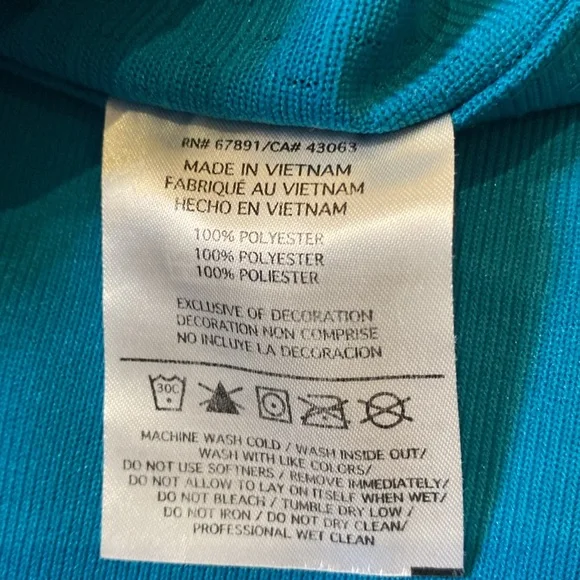 RN# 67891/CA# 43063
MADE IN VIETNAM
FABRIQUÉ AU VIETNAM
HECHO EN VIETNAM
100% POLYESTER
100% POLYESTER
100% POLIESTER
EXCLUSIVE OF DECORATION
DECORATION NON COMPRISE
NO INCLUYE LA DECORACION
30C
MACHINE WASH COLD / WASH INSIDE OUT/
WASH WITH LIKE COLORS/
DO NOT USE SOFTNERS / REMOVE IMMEDIATELY/
DO NOT ALLOW TO LAY ON ITSELF WHEN WET/
DO NOT BLEACH / TUMBLE DRY LOW /
DO NOT IRON / DO NOT DRY CLEAN/
PROFESSIONAL WET CLEAN